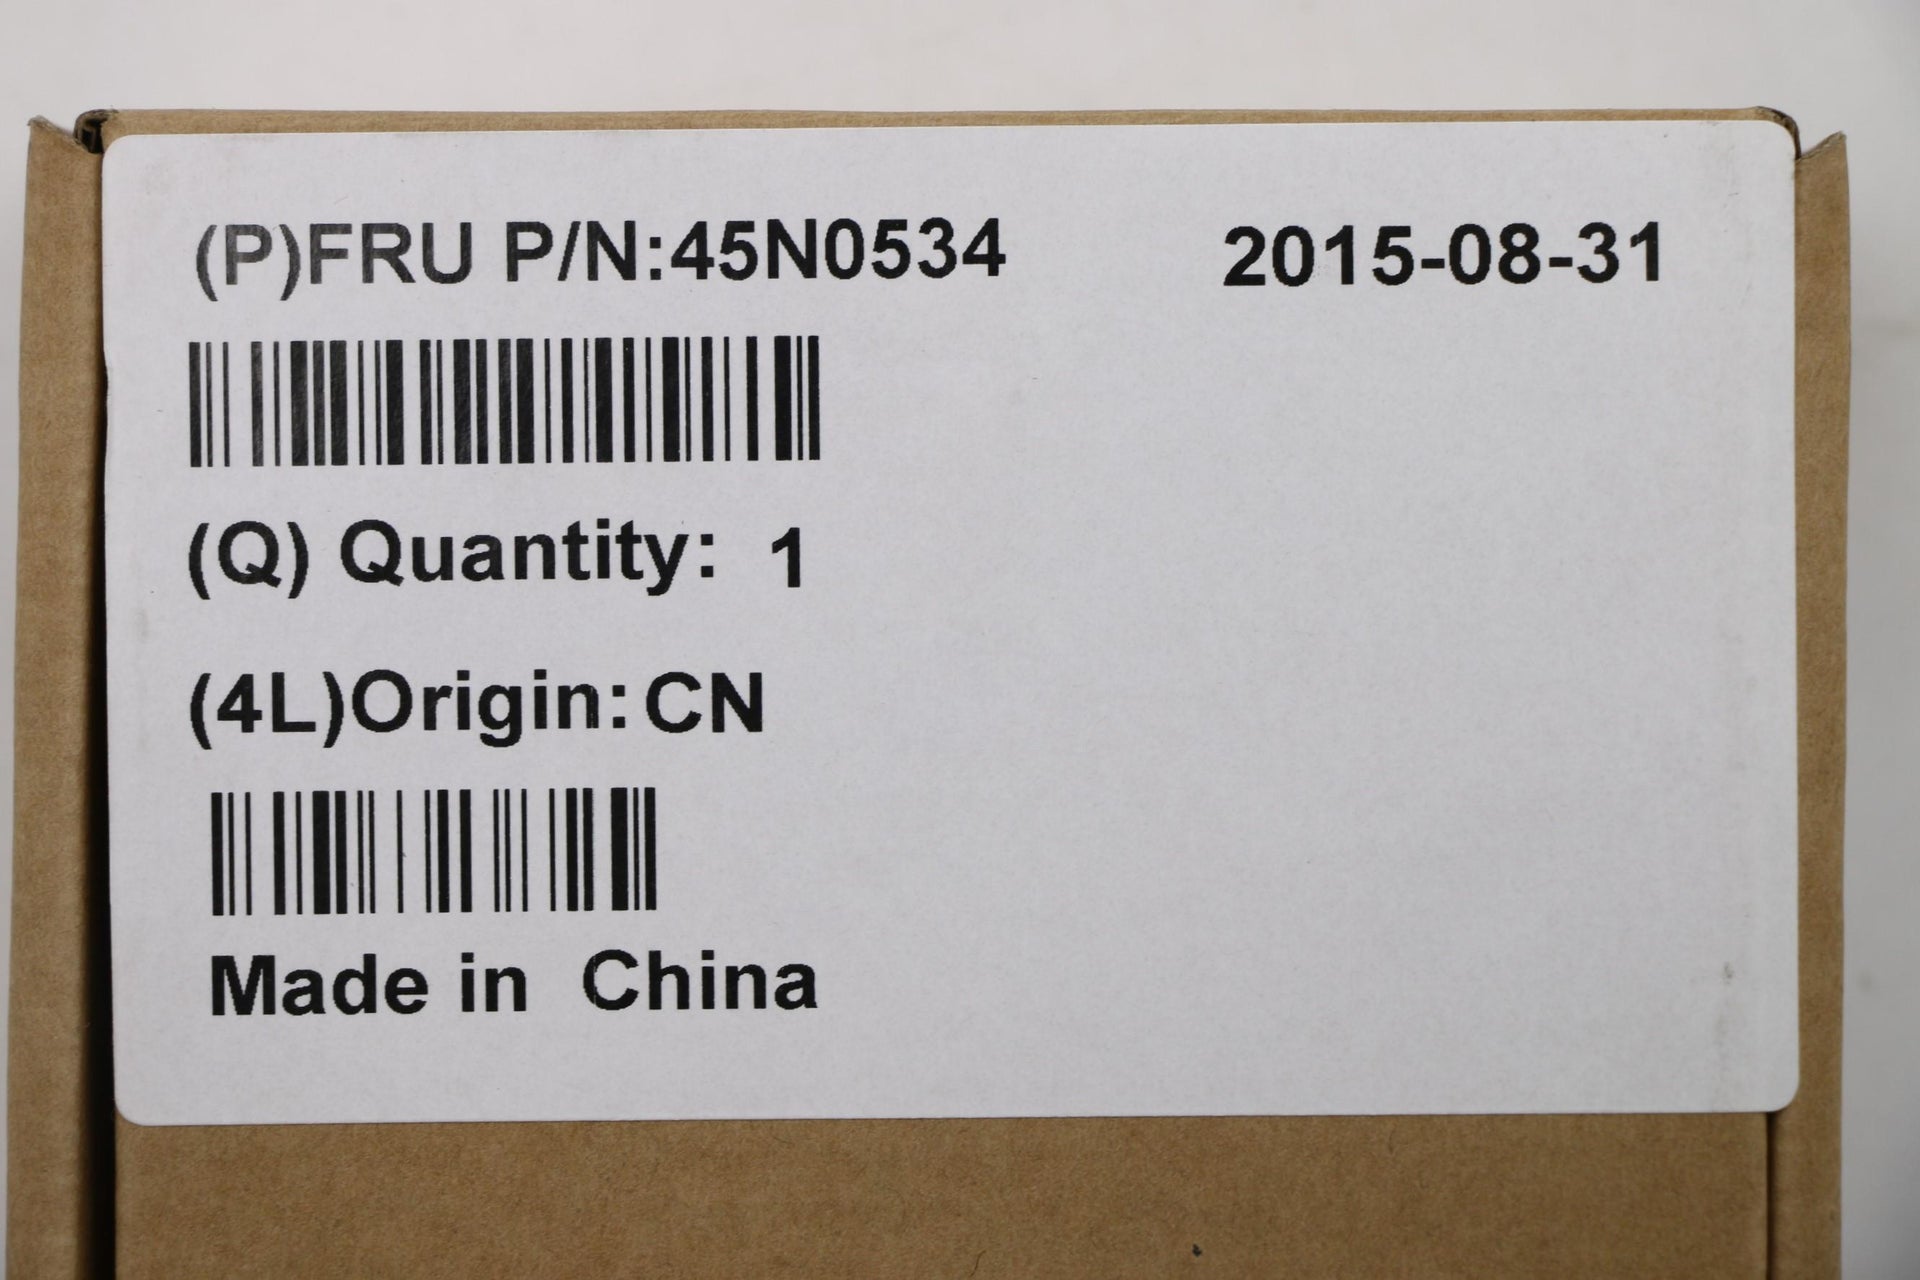 (P)FRU P/N:45N0534 2015-08-31
(Q) Quantity: 1
(4L)Origin:CN
Made in China